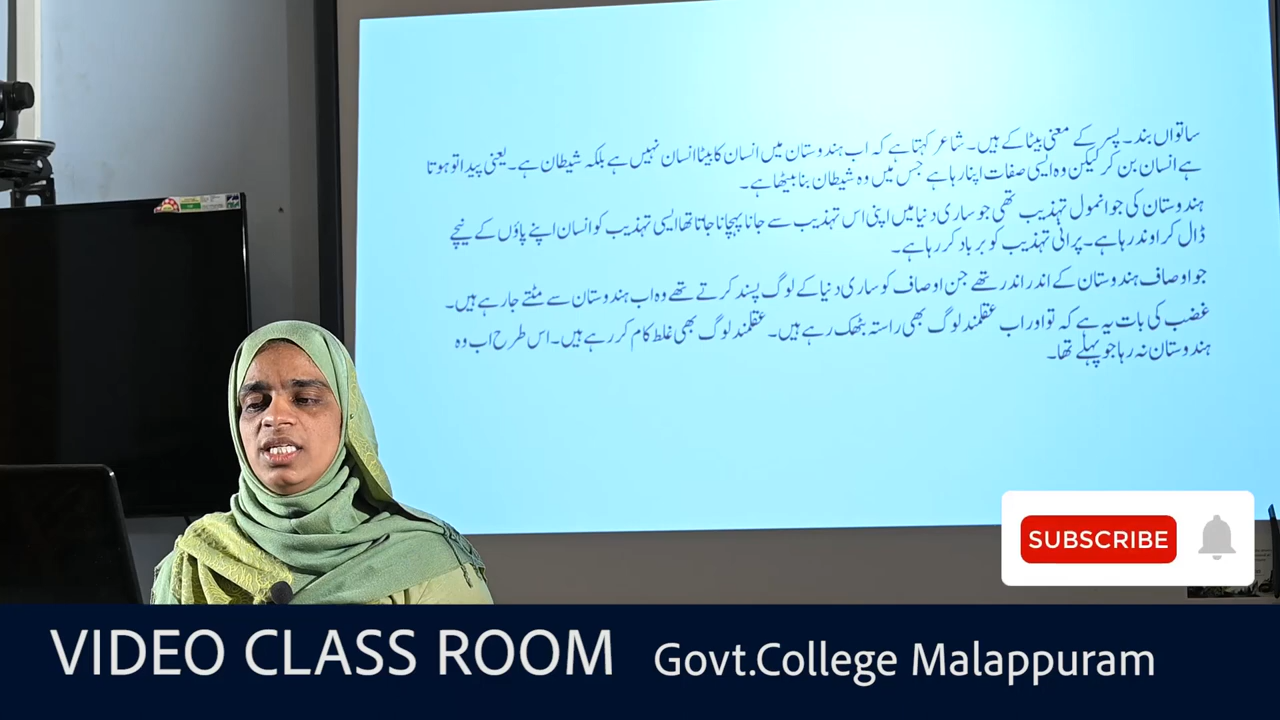 ساتواں بند۔ پسر کے معنی بیٹا کے ہیں۔ شاعر کہتا ہے کہ اب ہندوستان میں انسان کا بیٹا انسان نہیں ہے بلکہ شیطان ہے۔ یعنی پیدا تو ہوتا
ہے انسان بن کر لیکن وہ ایسی صفات اپنا رہا ہے جس میں وہ شیطان بنا بیٹھا ہے۔
ہندوستان کی جو انمول تہذیب تھی جو ساری دنیا میں اپنی اس تہذیب سے جانا پہچانا جاتا تھا ایسی تہذیب کو انسان اپنے پاؤں کے نیچے
ڈال کر اوندرہا ہے۔ پرانی تہذیب کو برباد کر رہا ہے۔
جو اوصاف ہندوستان کے اندر اندر تھے جن اوصاف کو ساری دنیا کے لوگ پسند کرتے تھے وہ اب ہندوستان سے مٹتے جارہے ہیں۔
غضب کی بات یہ ہے کہ تو اور اب عقلمند لوگ بھی راستہ بٹھک رہے ہیں۔ عقلمند لوگ بھی غلط کام کر رہے ہیں۔ اس طرح اب وہ
ہندوستان نہ رہا جو پہلے تھا۔
SUBSCRIBE
VIDEO CLASS ROOM Govt.College Malappuram